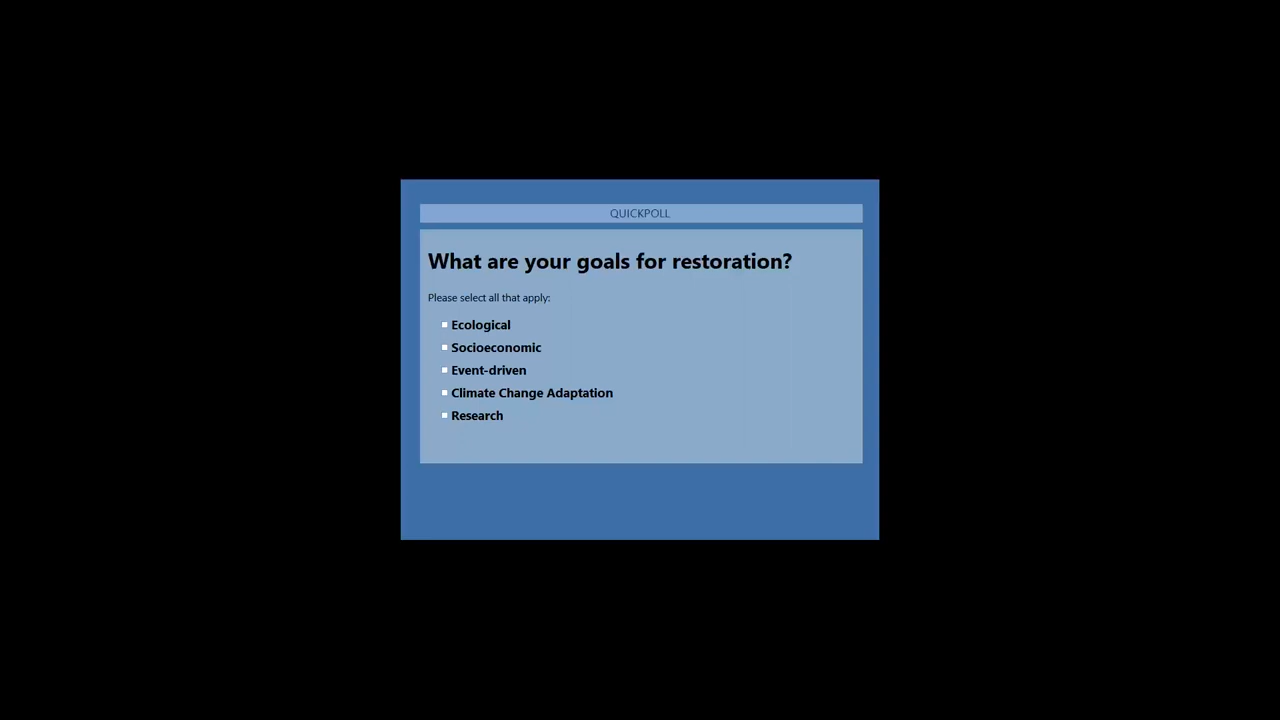 QUICKPOLL
What are your goals for restoration?
Please select all that apply:
Ecological
Socioeconomic
Event-driven
Climate Change Adaptation
Research